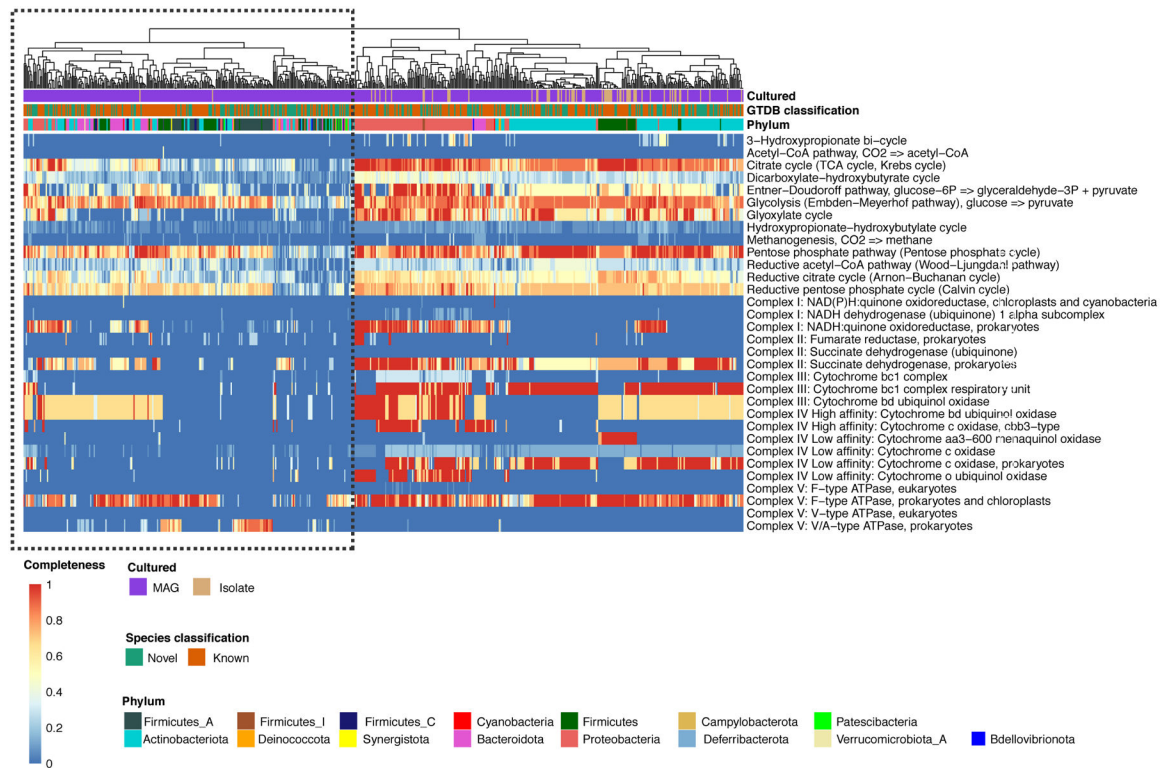 Cultured
GTDB classification
Phylum
3−Hydroxypropionate bi−cycle
Acetyl−CoA pathway, CO2 => acetyl−CoA
Citrate cycle (TCA cycle, Krebs cycle)
Dicarboxylate−hydroxybutyrate cycle
Entner−Doudoroff pathway, glucose−6P => glyceraldehyde−3P + pyruvate
Glycolysis (Embden−Meyerhof pathway), glucose => pyruvate
Glyoxylate cycle
Hydroxypropionate−hydroxybutylate cycle
Methanogenesis, CO2 => methane
Pentose phosphate pathway (Pentose phosphate cycle)
Reductive acetyl−CoA pathway (Wood−Ljungdahl pathway)
Reductive citrate cycle (Arnon−Buchanan cycle)
Reductive pentose phosphate cycle (Calvin cycle)
Complex I: NAD(P)H:quinone oxidoreductase, chloroplasts and cyanobacteria
Complex I: NADH dehydrogenase (ubiquinone) 1 alpha subcomplex
Complex I: NADH:quinone oxidoreductase, prokaryotes
Complex II: Fumarate reductase, prokaryotes
Complex II: Succinate dehydrogenase (ubiquinone)
Complex II: Succinate dehydrogenase, prokaryotes
Complex III: Cytochrome bc1 complex
Complex III: Cytochrome bc1 complex respiratory unit
Complex III: Cytochrome bd ubiquinol oxidase
Complex IV High affinity: Cytochrome bd ubiquinol oxidase
Complex IV High affinity: Cytochrome c oxidase, cbb3−type
Complex IV Low affinity: Cytochrome aa3−600 menaquinol oxidase
Complex IV Low affinity: Cytochrome c oxidase
Complex IV Low affinity: Cytochrome c oxidase, prokaryotes
Complex IV Low affinity: Cytochrome o ubiquinol oxidase
Complex V: F−type ATPase, eukaryotes
Complex V: F−type ATPase, prokaryotes and chloroplasts
Complex V: V−type ATPase, eukaryotes
Complex V: V/A−type ATPase, prokaryotes
Completeness
1
0.8
0.6
0.4
0.2
0
Cultured
MAG Isolate
Species classification
Novel Known
Phylum
Firmicutes_A Firmicutes_I Firmicutes_C Cyanobacteria Firmicutes Campylobacterota Patescibacteria
Actinobacteriota Deinococcota Synergistota Bacteroidota Proteobacteria Deferribacterota Verrucomicrobiota_A Bdellovibrionota